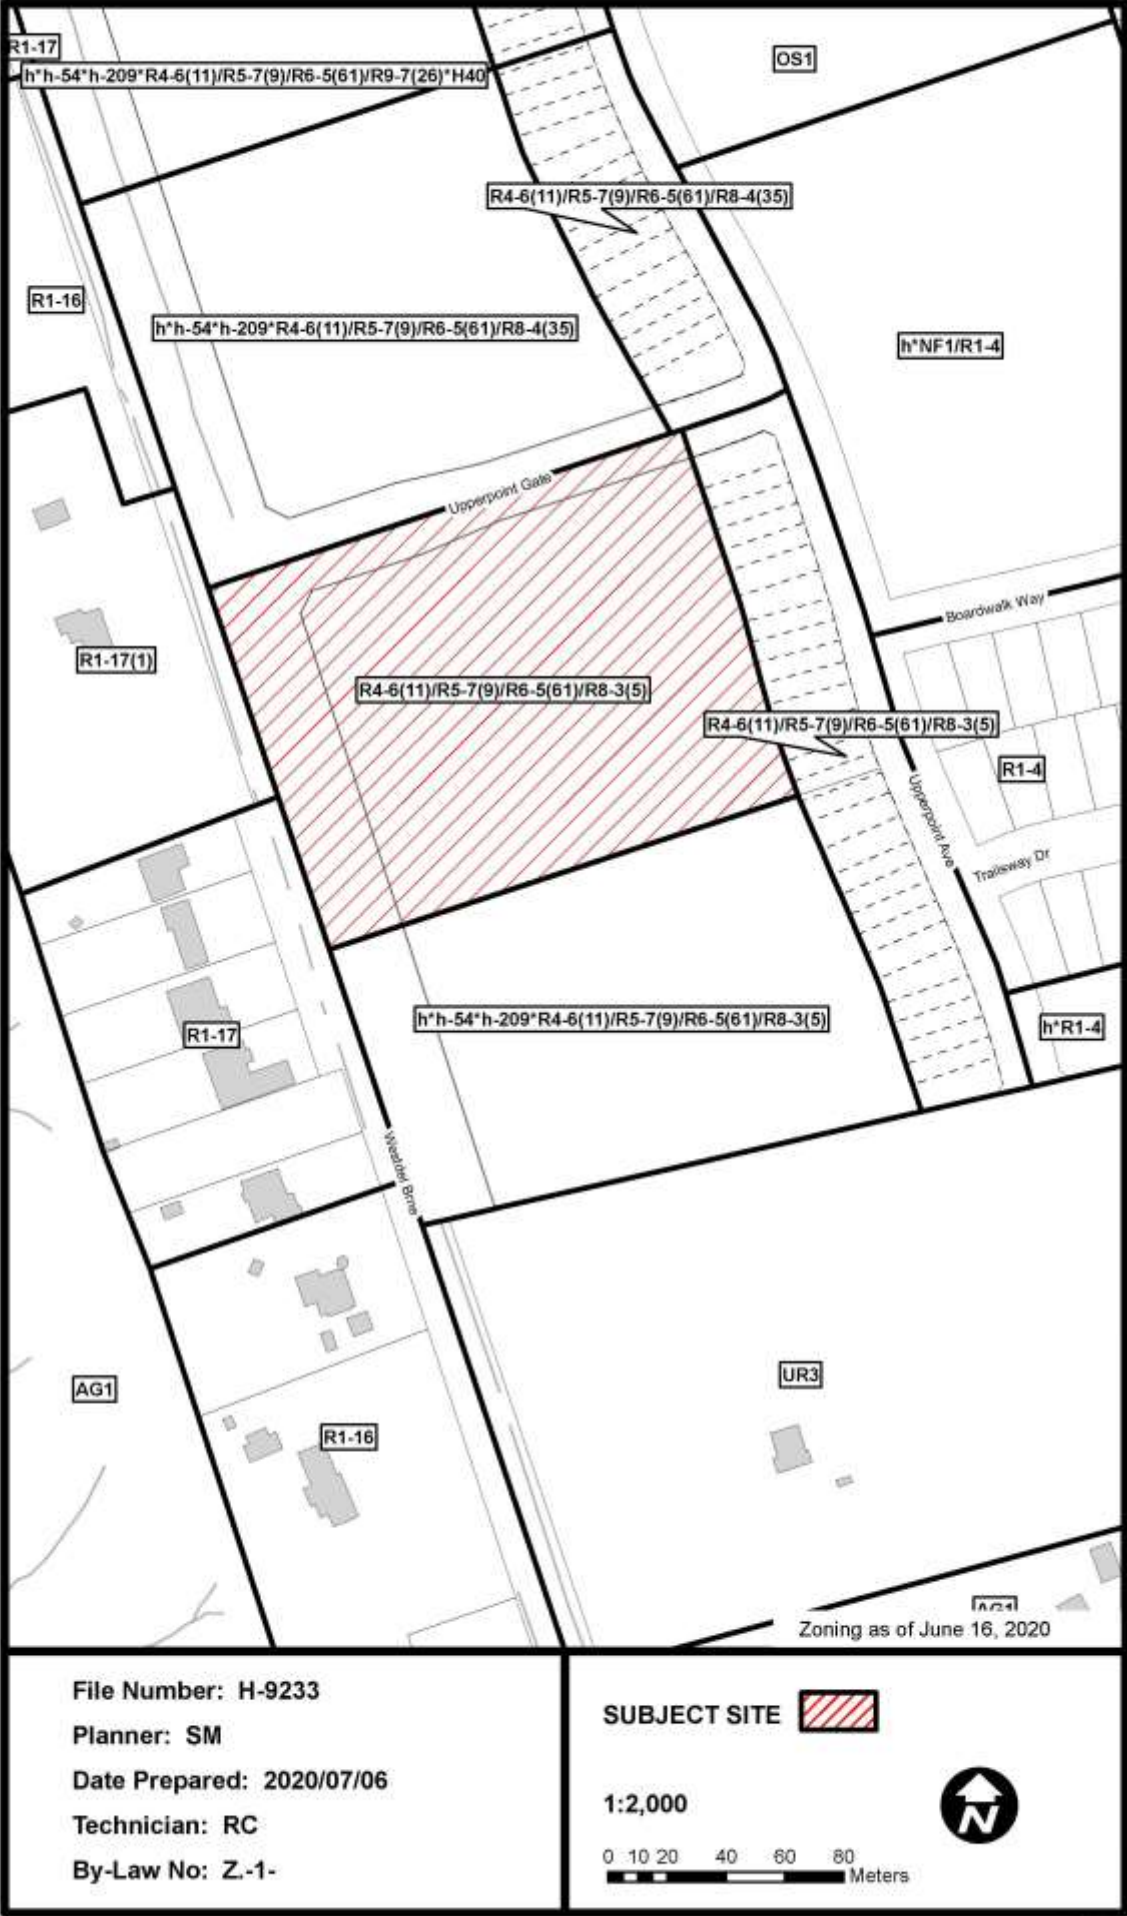 R1-17
OS1
h*h-54*h-209*R4-6(11)/R5-7(9)/R6-5(61)/R9-7(26)*H40
R4-6(11)/R5-7(9)/R6-5(61)/R8-4(35)
R1-16
h*h-54*h-209*R4-6(11)/R5-7(9)/R6-5(61)/R8-4(35)
h*NF1/R1-4
Upperpoint Gate
Boardwalk Way
R1-17(1)
R4-6(11)/R5-7(9)/R6-5(61)/R8-3(5)
R4-6(11)/R5-7(9)/R6-5(61)/R8-3(5)
R1-4
Upperpoint Ave
Trailsway Dr
h*h-54*h-209*R4-6(11)/R5-7(9)/R6-5(61)/R8-3(5)
h*R1-4
R1-17
Westdel Brne
UR3
AG1
R1-16
AG1
Zoning as of June 16, 2020
File Number: H-9233
Planner: SM
Date Prepared: 2020/07/06
Technician: RC
By-Law No: Z.-1-
SUBJECT SITE
1:2,000
N
0 10 20 40 60 80
Meters